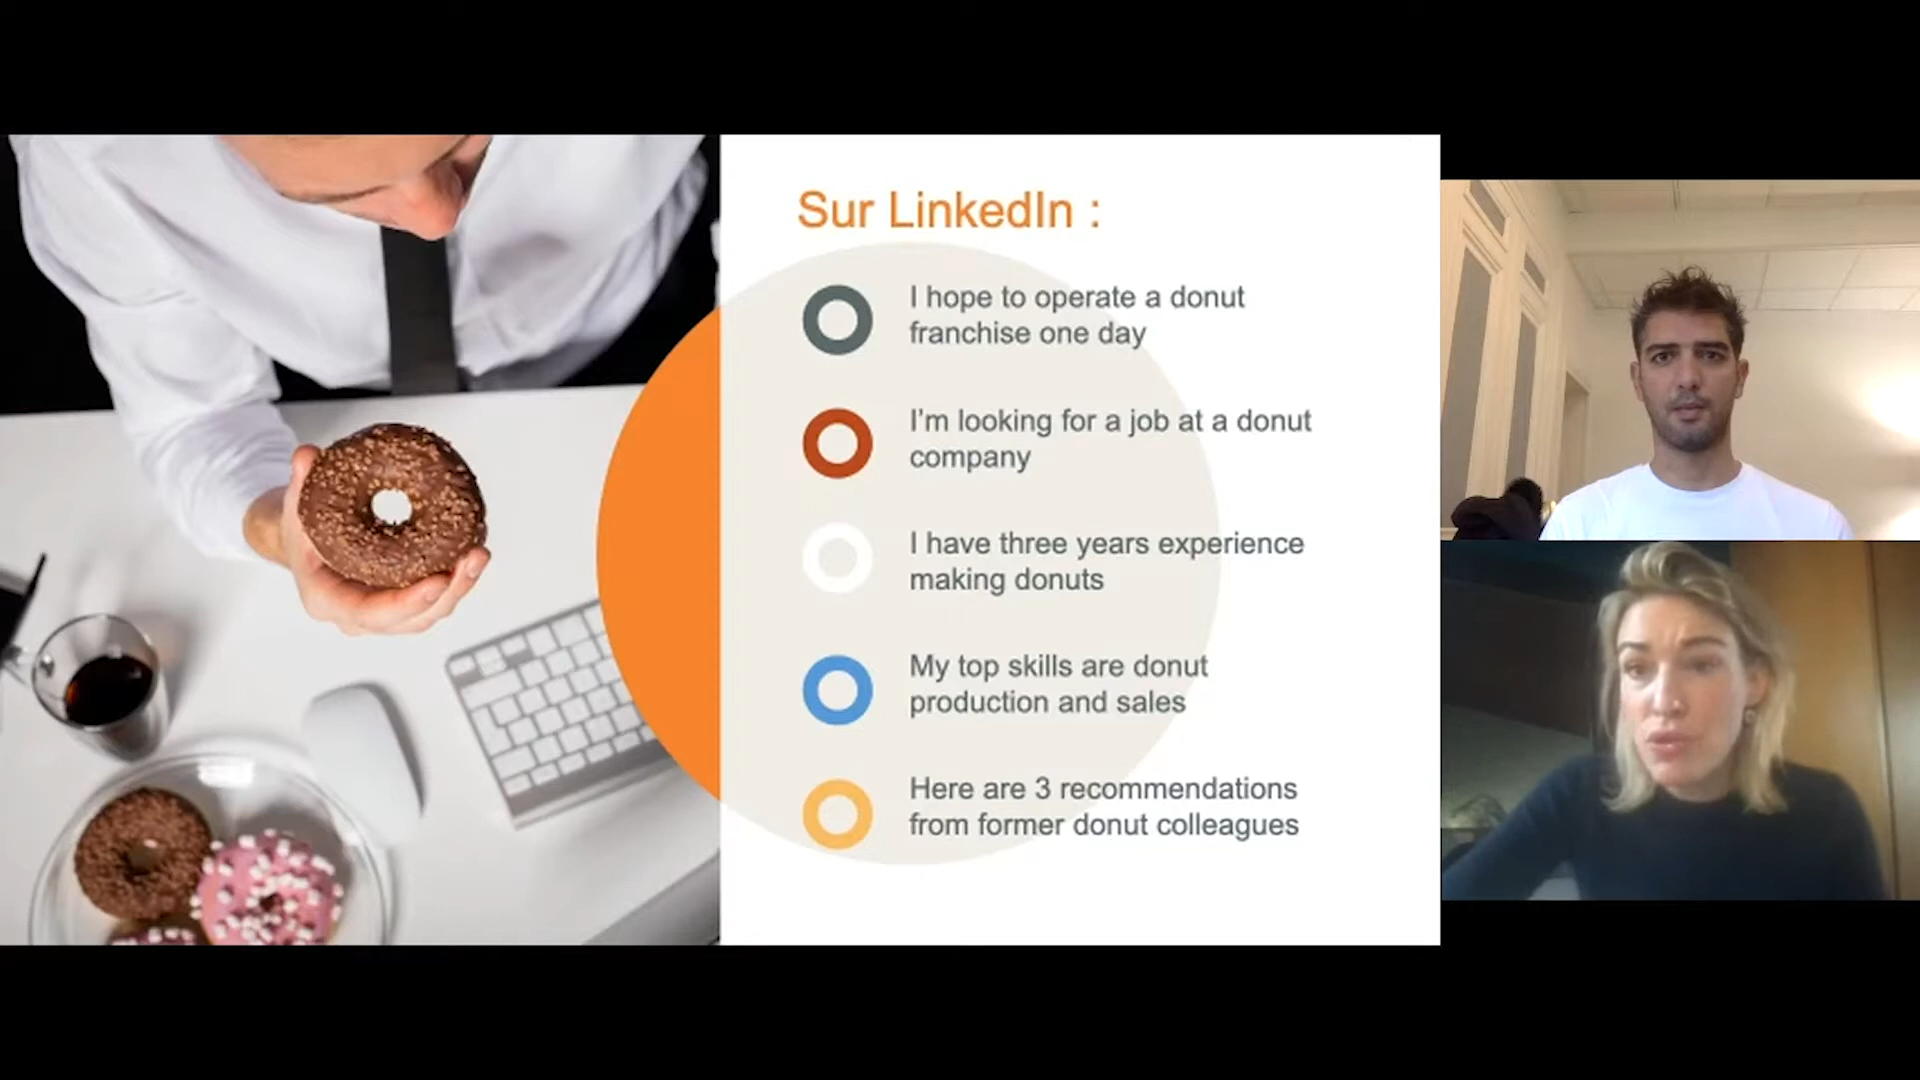 Sur LinkedIn :
I hope to operate a donut
franchise one day
I'm looking for a job at a donut
company
I have three years experience
making donuts
My top skills are donut
production and sales
Here are 3 recommendations
from former donut colleagues